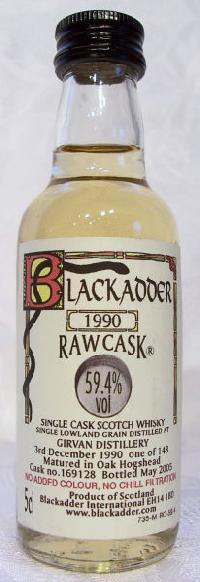 BLACKADDER
1990
RAWCASK®
59.4%
vol
SINGLE CASK SCOTCH WHISKY
SINGLE LOWLAND GRAIN DISTILLED AT
GIRVAN DISTILLERY
3rd December 1990 one of 148
Matured in Oak Hogshead
Cask no.169128 Bottled May 2005
NO ADDED COLOUR, NO CHILL FILTRATION
Product of Scotland
Blackadder International EH14 1BD
www.blackadder.com
5cl